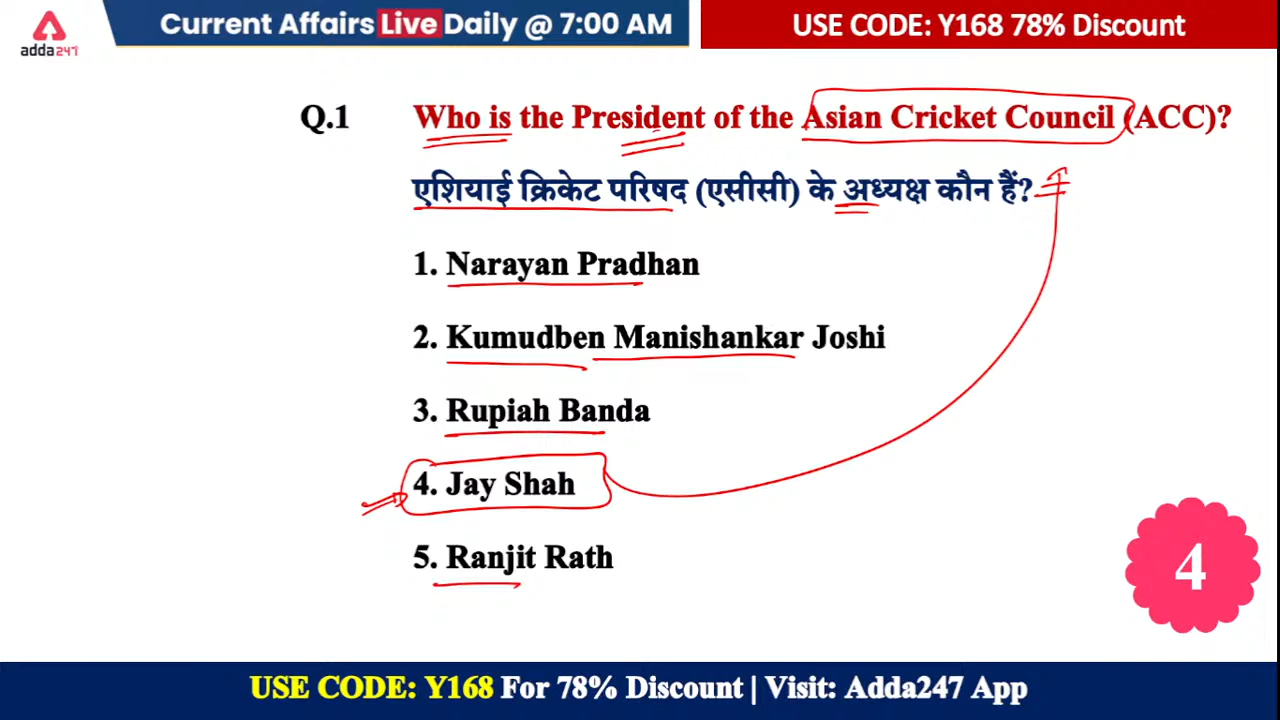 adda247
Current Affairs Live Daily @ 7:00 AM
USE CODE: Y168 78% Discount
Q.1 Who is the President of the Asian Cricket Council (ACC)?
एशियाई क्रिकेट परिषद (एसीसी) के अध्यक्ष कौन हैं?
1. Narayan Pradhan
2. Kumudben Manishankar Joshi
3. Rupiah Banda
4. Jay Shah
5. Ranjit Rath
4
USE CODE: Y168 For 78% Discount | Visit: Adda247 App